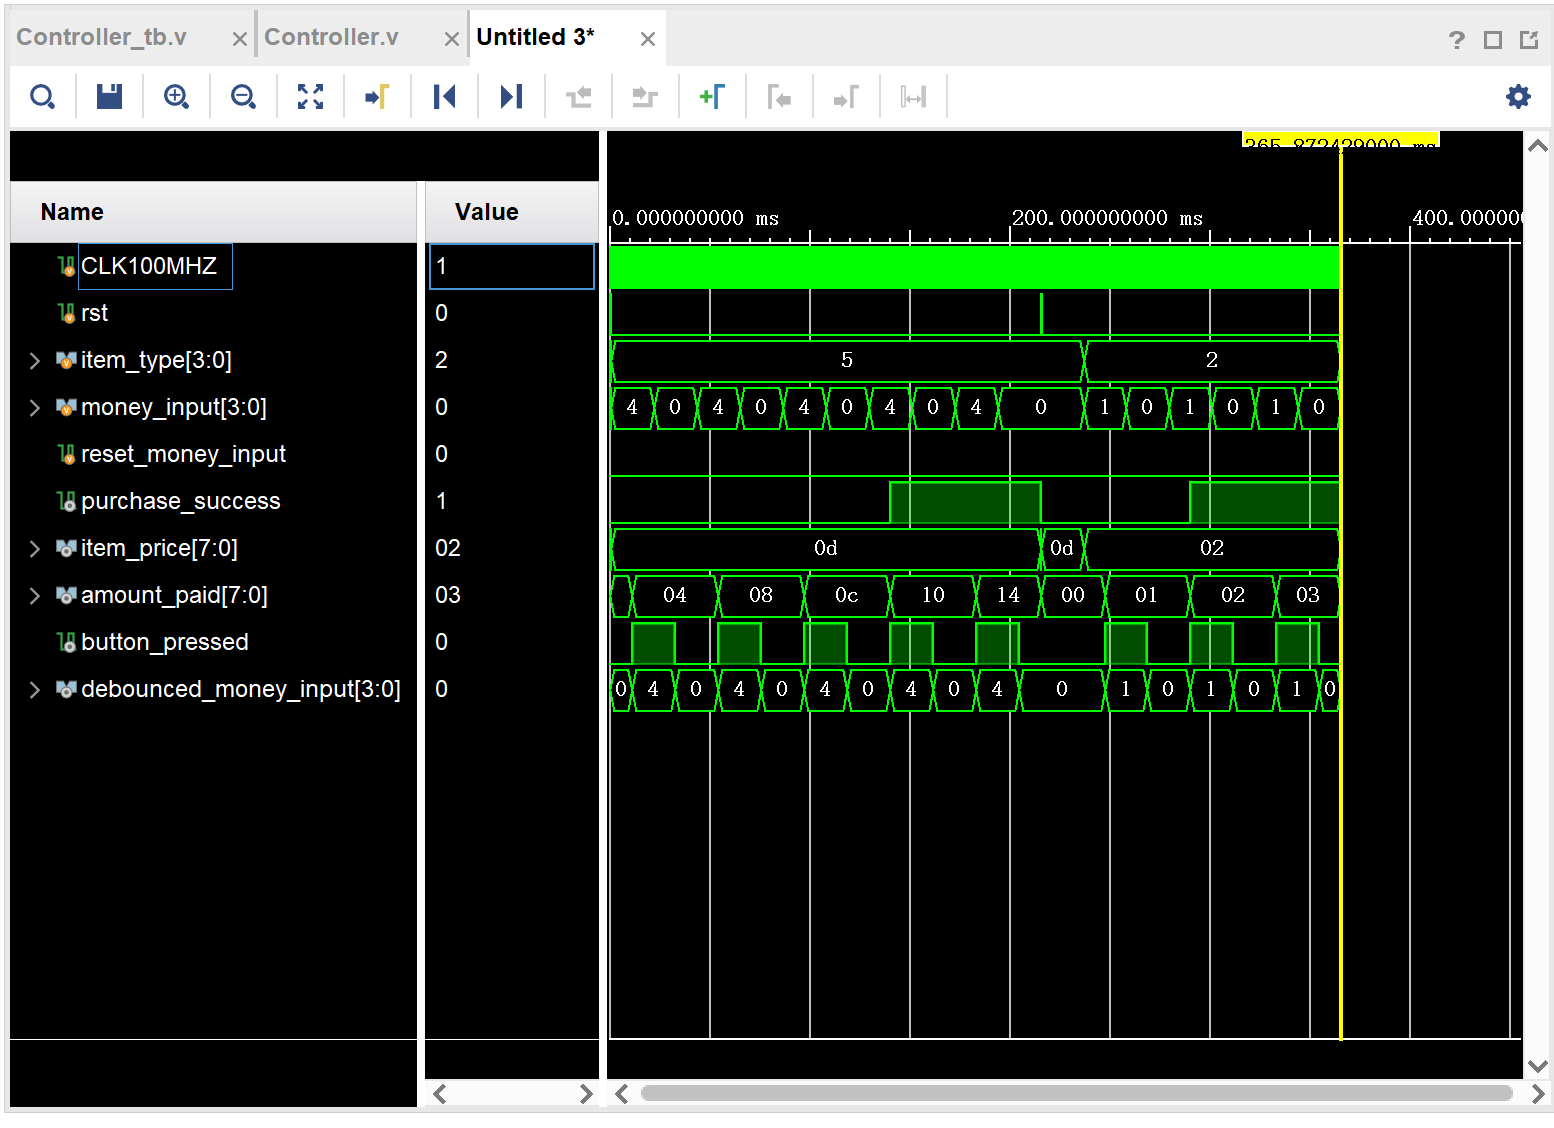 Controller_tb.v
Controller.v
Untitled 3*
?
365.872429000 ms
Name
Value
0.000000000 ms
200.000000000 ms
CLK100MHZ
1
rst
0
item_type[3:0]
2
5
2
money_input[3:0]
0
4 0 4 0 4 0 4 0 4 0 1 0 1 0 1 0
reset_money_input
0
purchase_success
1
item_price[7:0]
02
0d
0d
02
amount_paid[7:0]
03
04 08 0c 10 14 00 01 02 03
button_pressed
0
debounced_money_input[3:0]
0
0 4 0 4 0 4 0 4 0 4 0 1 0 1 0 1 0